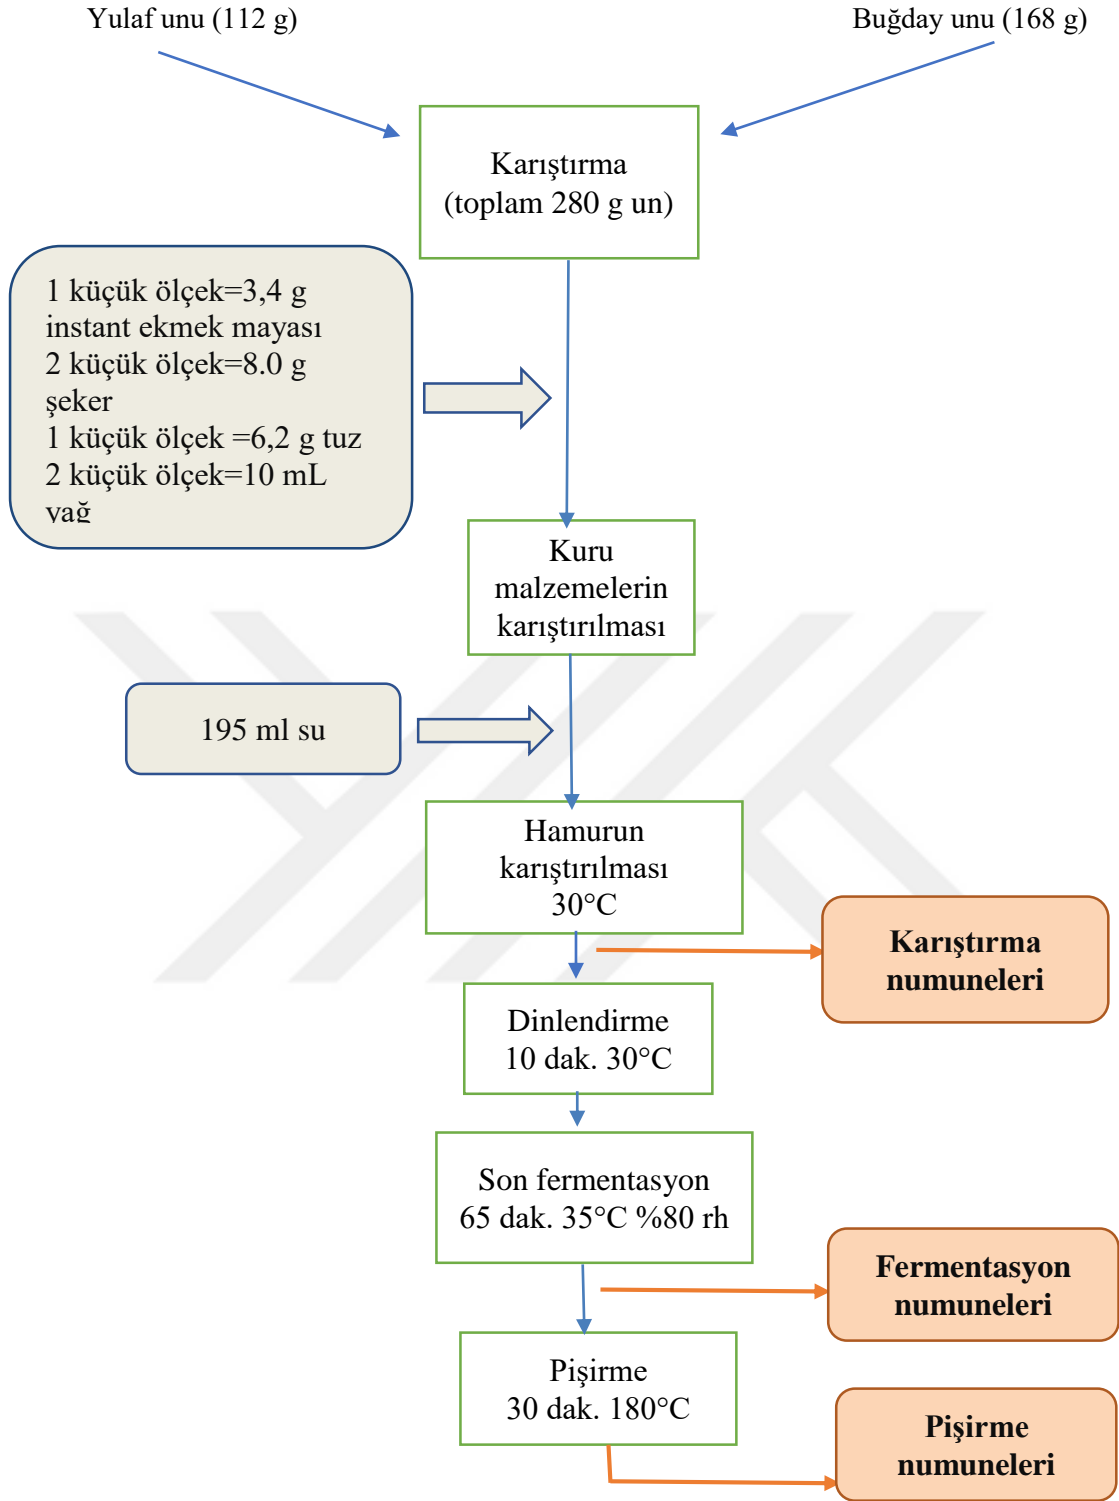 Yulaf unu (112 g)
Buğday unu (168 g)
Karıştırma
(toplam 280 g un)
1 küçük ölçek=3,4 g
instant ekmek mayası
2 küçük ölçek=8.0 g
şeker
1 küçük ölçek =6,2 g tuz
2 küçük ölçek=10 mL
yağ
Kuru
malzemelerin
karıştırılması
195 ml su
Hamurun
karıştırılması
30°C
Karıştırma
numuneleri
Dinlendirme
10 dak. 30°C
Son fermentasyon
65 dak. 35°C %80 rh
Fermentasyon
numuneleri
Pişirme
30 dak. 180°C
Pişirme
numuneleri